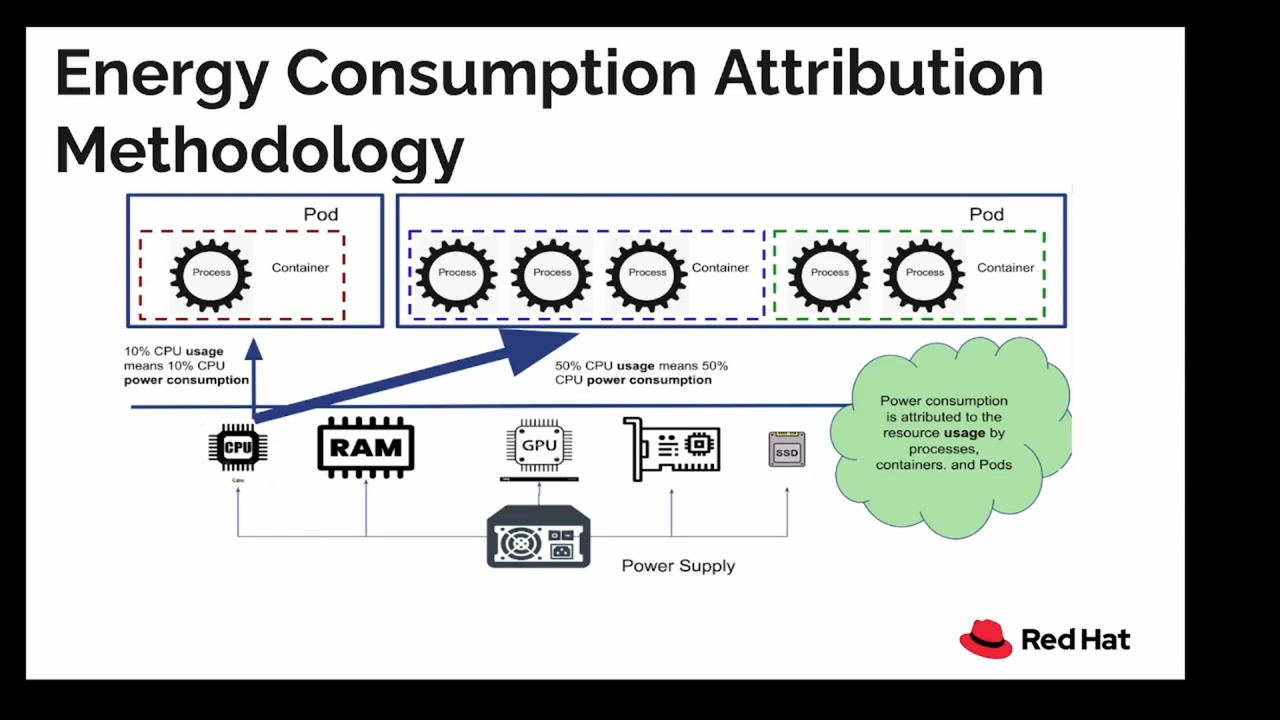 Energy Consumption Attribution
Methodology
Pod
Process
Container
Pod
Process
Process
Process
Container
Process
Process
Container
10% CPU usage
means 10% CPU
power consumption
50% CPU usage means 50%
CPU power consumption
Power consumption
is attributed to the
resource usage by
processes,
containers. and Pods
CPU
Cpu
RAM
GPU
SSD
Power Supply
Red Hat